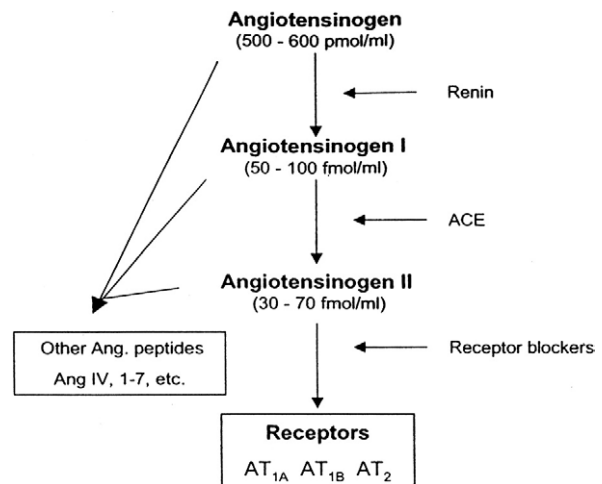 Angiotensinogen
(500 - 600 pmol/ml)
Renin
Angiotensinogen I
(50 - 100 fmol/ml)
ACE
Angiotensinogen II
(30 - 70 fmol/ml)
Other Ang. peptides
Ang IV, 1-7, etc.
Receptor blockers
Receptors
AT1A AT1B AT2